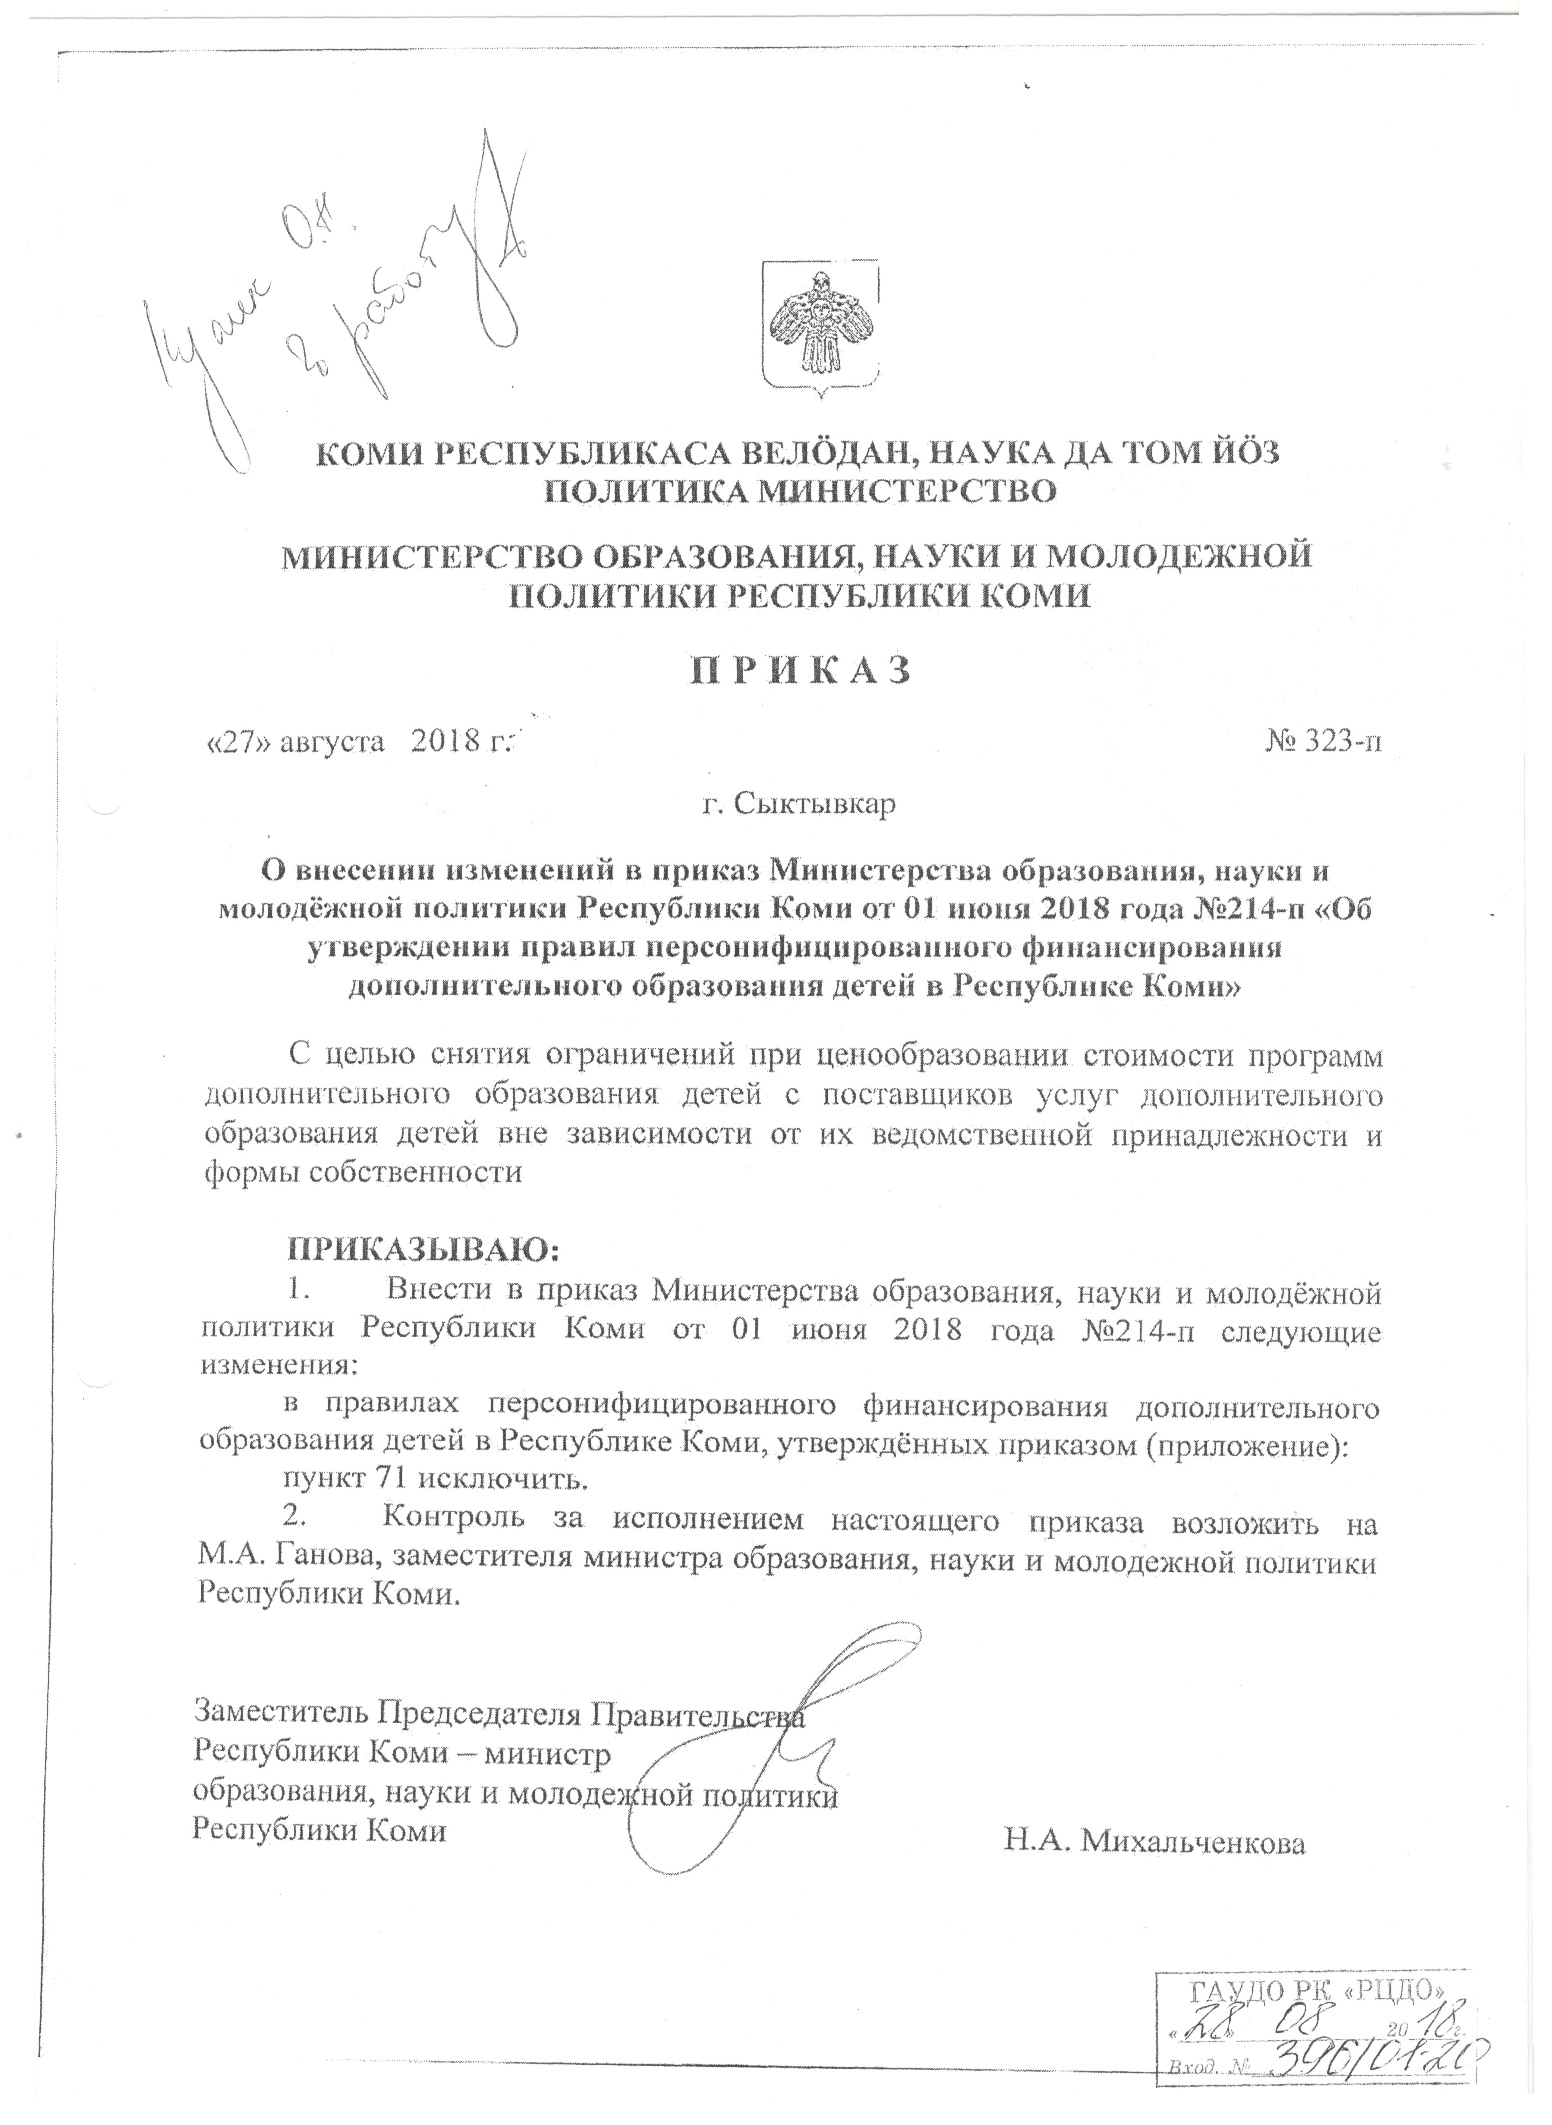 О.Н.
в работу
КОМИ РЕСПУБЛИКАСА ВЕЛÖДАН, НАУКА ДА ТОМ ЙÖЗ
ПОЛИТИКА МИНИСТЕРСТВО
МИНИСТЕРСТВО ОБРАЗОВАНИЯ, НАУКИ И МОЛОДЕЖНОЙ
ПОЛИТИКИ РЕСПУБЛИКИ КОМИ
П Р И К А З
«27» августа 2018 г. № 323-п
г. Сыктывкар
О внесении изменений в приказ Министерства образования, науки и
молодёжной политики Республики Коми от 01 июня 2018 года №214-п «Об
утверждении правил персонифицированного финансирования
дополнительного образования детей в Республике Коми»
С целью снятия ограничений при ценообразовании стоимости программ
дополнительного образования детей с поставщиков услуг дополнительного
образования детей вне зависимости от их ведомственной принадлежности и
формы собственности
ПРИКАЗЫВАЮ:
1. Внести в приказ Министерства образования, науки и молодёжной
политики Республики Коми от 01 июня 2018 года №214-п следующие
изменения:
в правилах персонифицированного финансирования дополнительного
образования детей в Республике Коми, утверждённых приказом (приложение):
пункт 71 исключить.
2. Контроль за исполнением настоящего приказа возложить на
М.А. Ганова, заместителя министра образования, науки и молодежной политики
Республики Коми.
Заместитель Председателя Правительства
Республики Коми – министр
образования, науки и молодежной политики
Республики Коми
Н.А. Михальченкова
ГАУДО РК «РЦДО»
«28» 08 2018г.
Вход. № 396/01-20